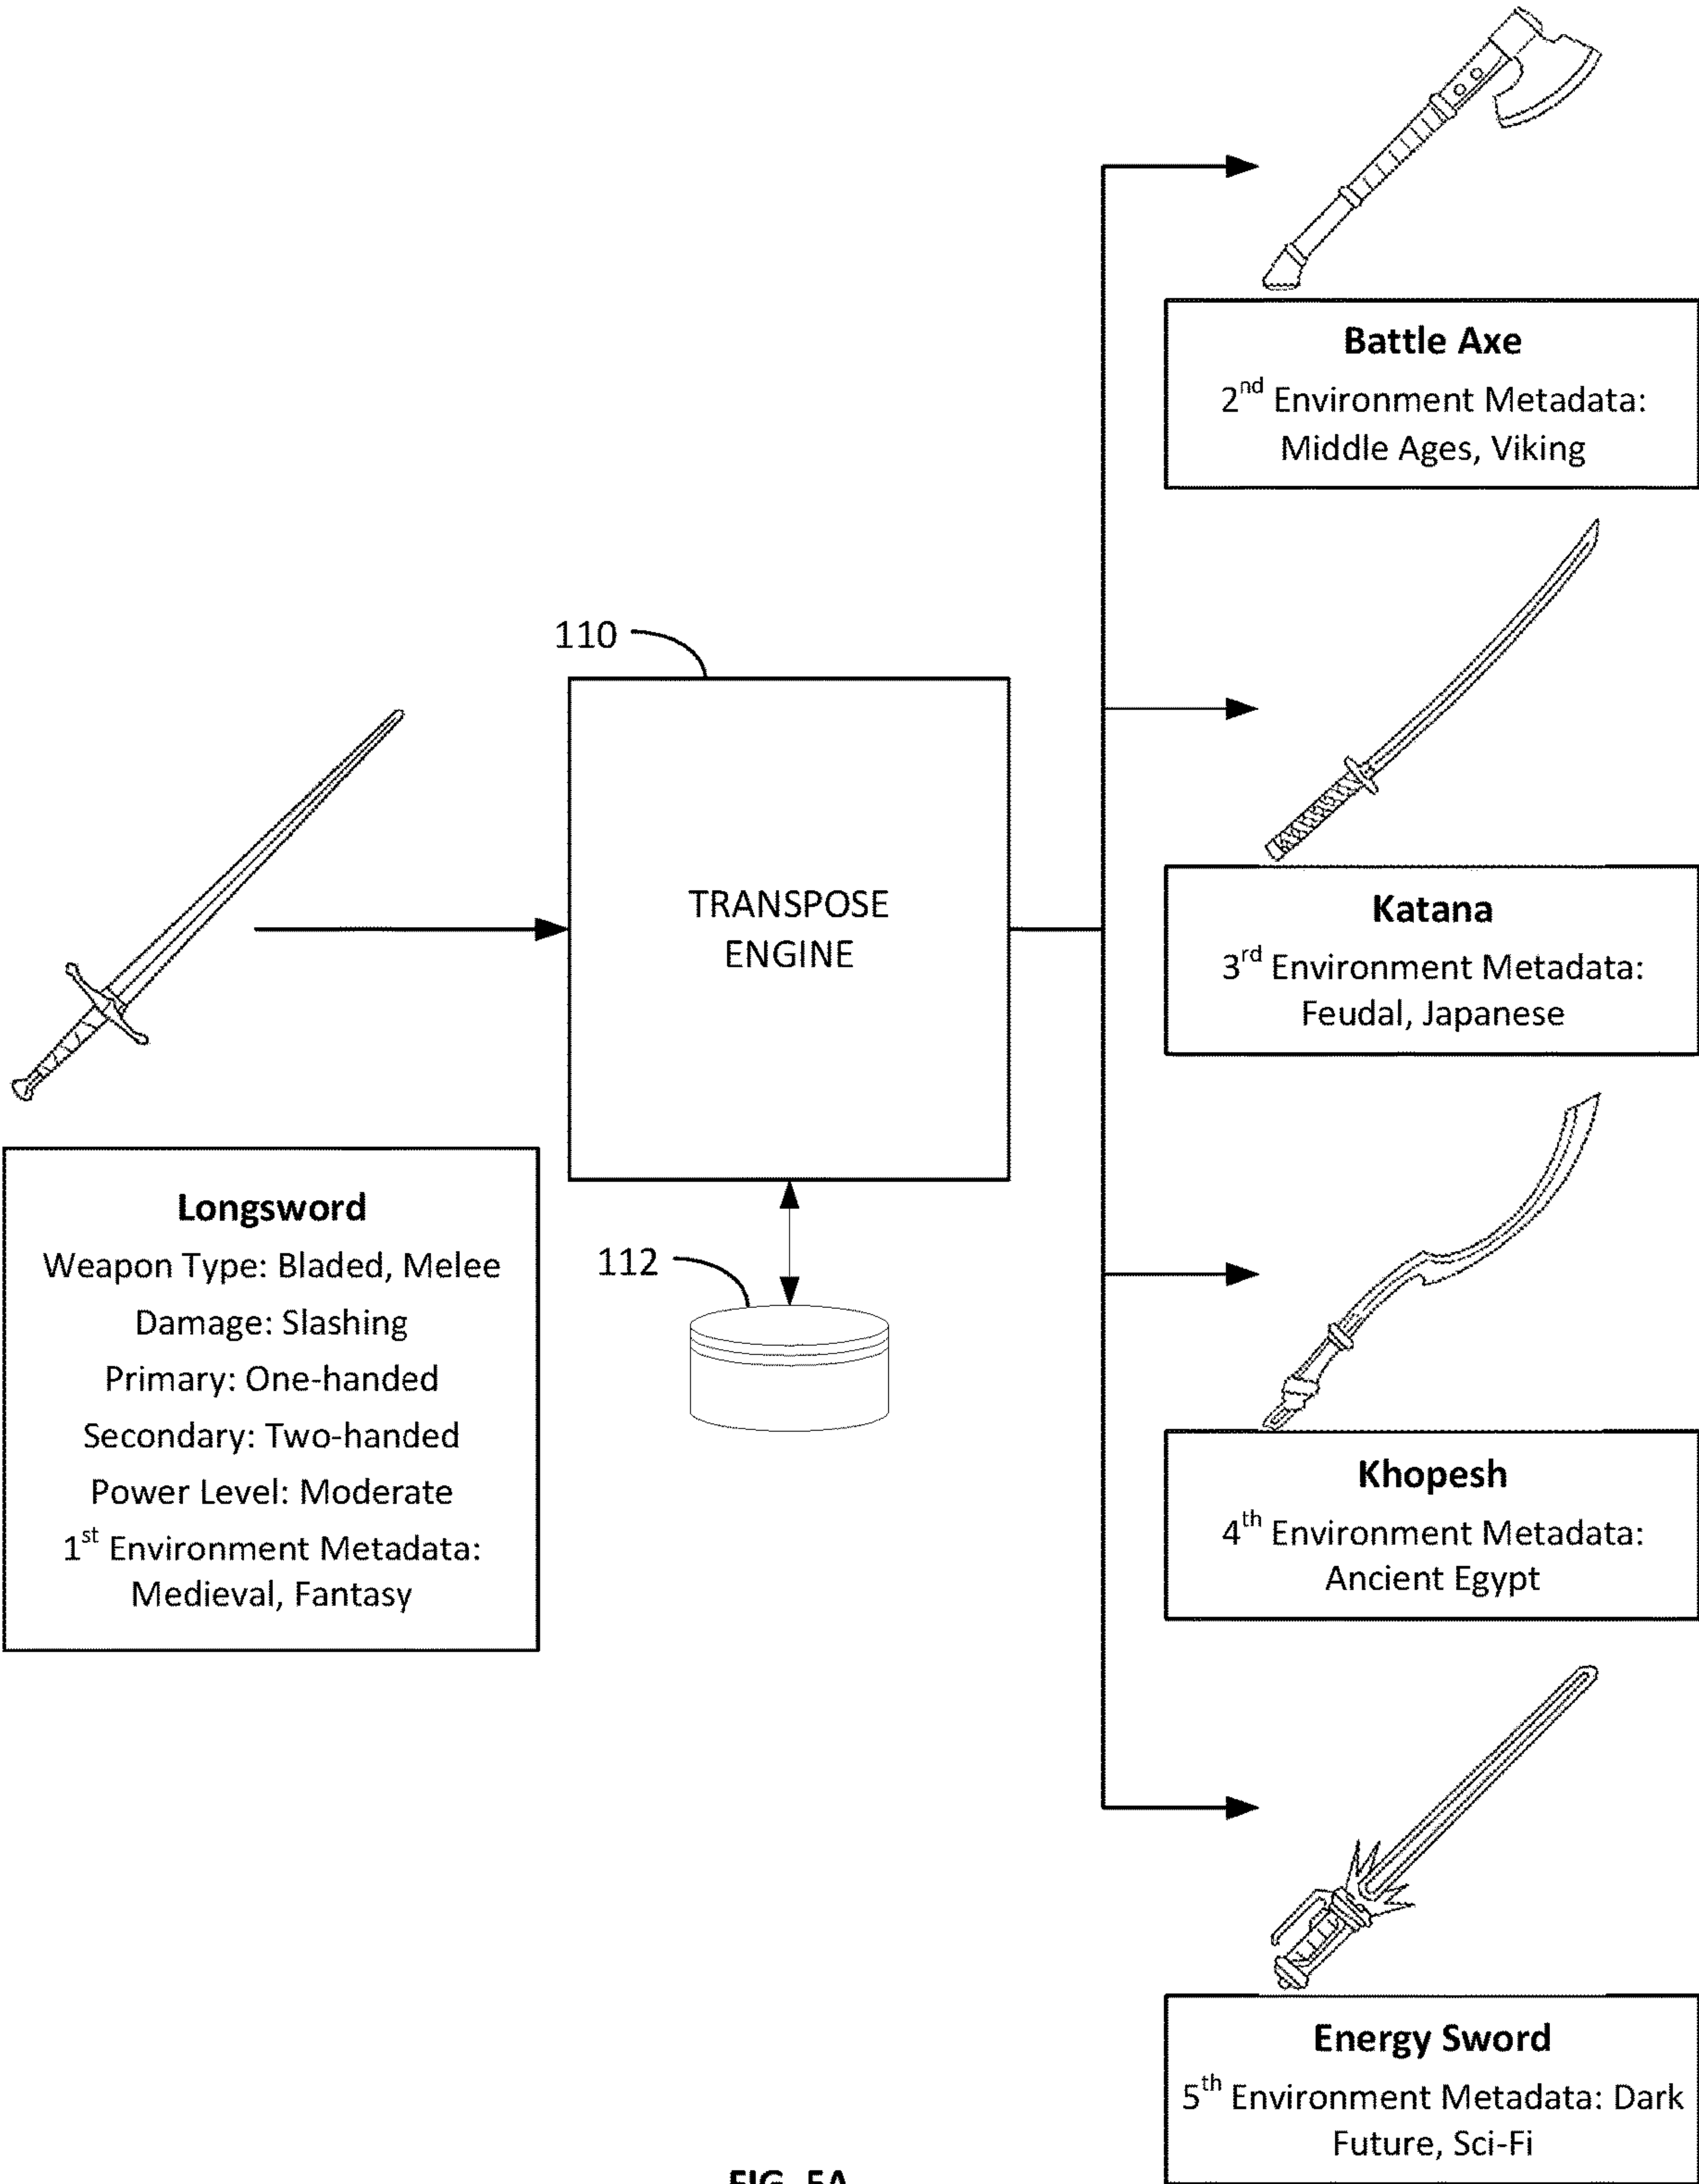 Battle Axe
2nd Environment Metadata:
Middle Ages, Viking
110
TRANSPOSE
ENGINE
Katana
3rd Environment Metadata:
Feudal, Japanese
Longsword
Weapon Type: Bladed, Melee
Damage: Slashing
Primary: One-handed
Secondary: Two-handed
Power Level: Moderate
1st Environment Metadata:
Medieval, Fantasy
112
Khopesh
4th Environment Metadata:
Ancient Egypt
Energy Sword
5th Environment Metadata: Dark
Future, Sci-Fi
FIG. 5A